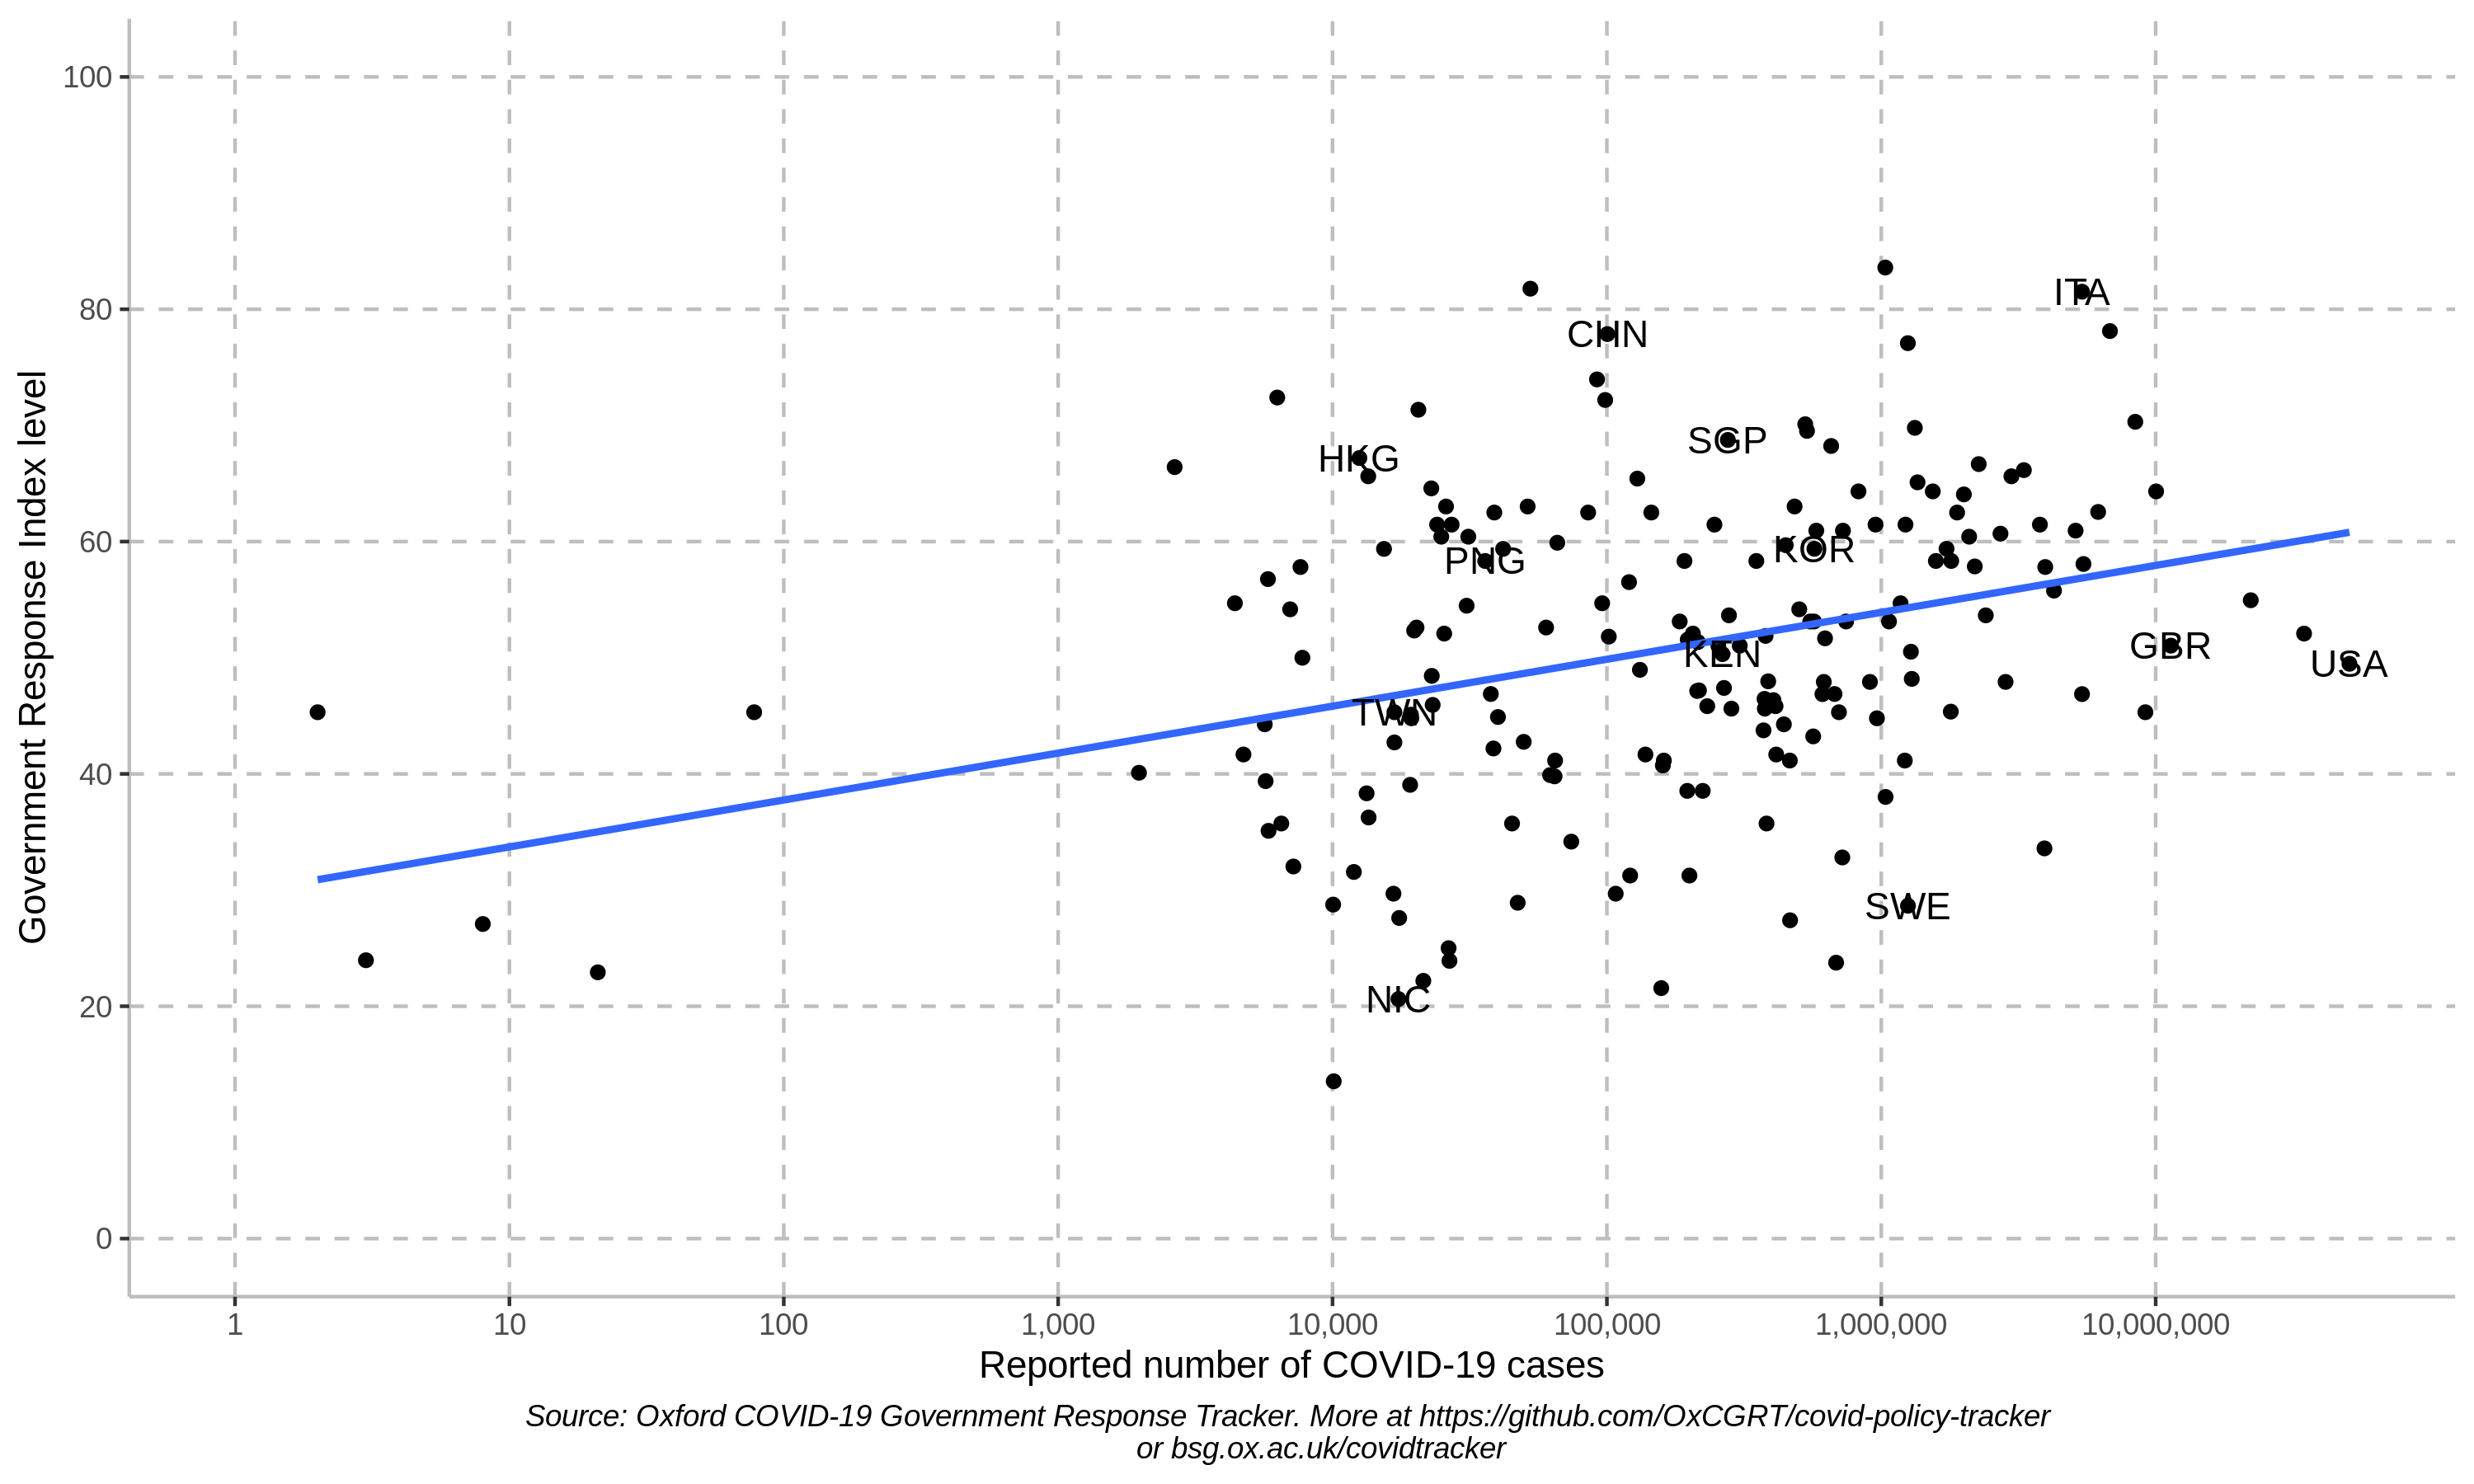 100
80
60
40
20
0
Government Response Index level
ITA
CHN
SGP
HKG
KOR
PNG
GBR
KEN
USA
TWN
SWE
NIC
1
10
100
1,000
10,000
100,000
1,000,000
10,000,000
Reported number of COVID-19 cases
Source: Oxford COVID-19 Government Response Tracker. More at https://github.com/OxCGRT/covid-policy-tracker
or bsg.ox.ac.uk/covidtracker